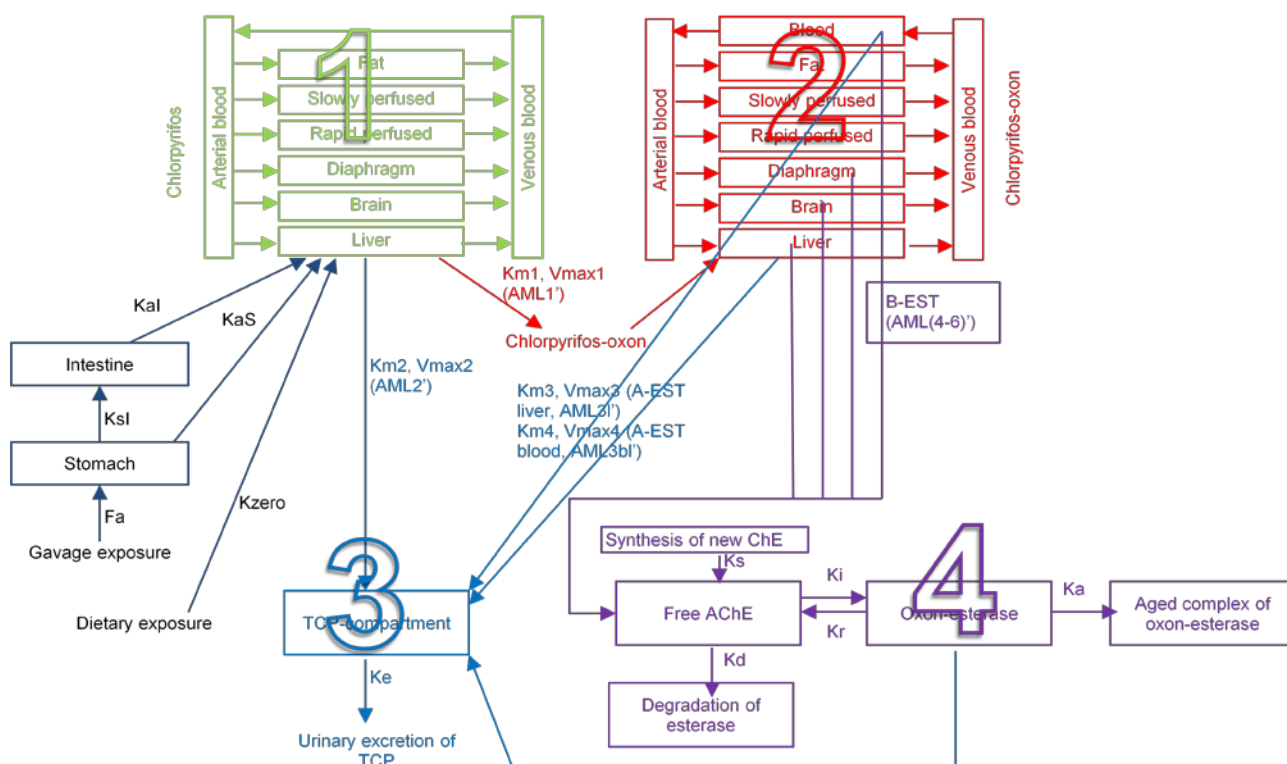 1
Chlorpyrifos
Arterial blood
Fat
Slowly perfused
Rapid perfused
Diaphragm
Brain
Liver
Venous blood
2
Arterial blood
Blood
Fat
Slowly perfused
Rapid perfused
Diaphragm
Brain
Liver
Venous blood
Chlorpyrifos-oxon
Km1, Vmax1
(AML1’)
Chlorpyrifos-oxon
B-EST
(AML(4-6)’)
KaI
KaS
Intestine
KsI
Stomach
Fa
Gavage exposure
Kzero
Dietary exposure
Km2, Vmax2
(AML2’)
Km3, Vmax3 (A-EST
liver, AML3l’)
Km4, Vmax4 (A-EST
blood, AML3bl’)
3
TCP-compartment
Ke
Urinary excretion of
TCP
4
Synthesis of new ChE
Ks
Free AChE
Ki
Kr
Oxon-esterase
Ka
Aged complex of
oxon-esterase
Kd
Degradation of
esterase